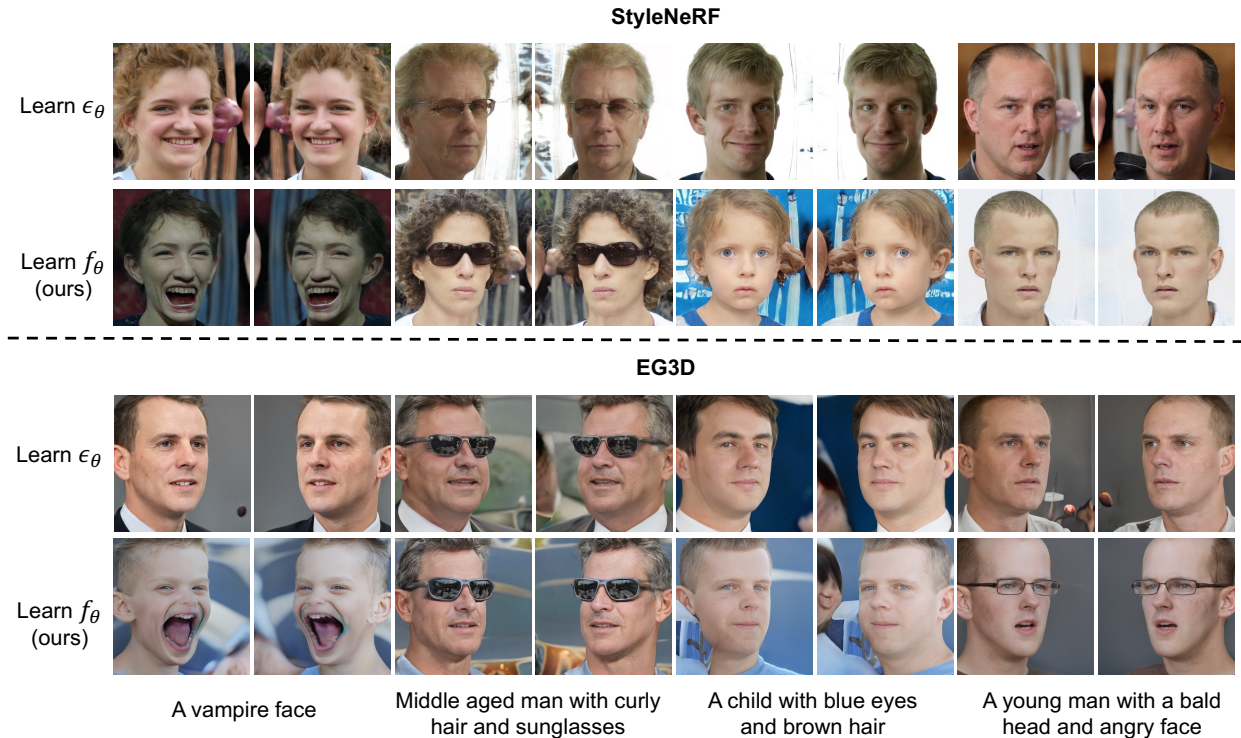 StyleNeRF
Learn ϵθ
Learn fθ
(ours)
EG3D
Learn ϵθ
Learn fθ
(ours)
A vampire face
Middle aged man with curly
hair and sunglasses
A child with blue eyes
and brown hair
A young man with a bald
head and angry face